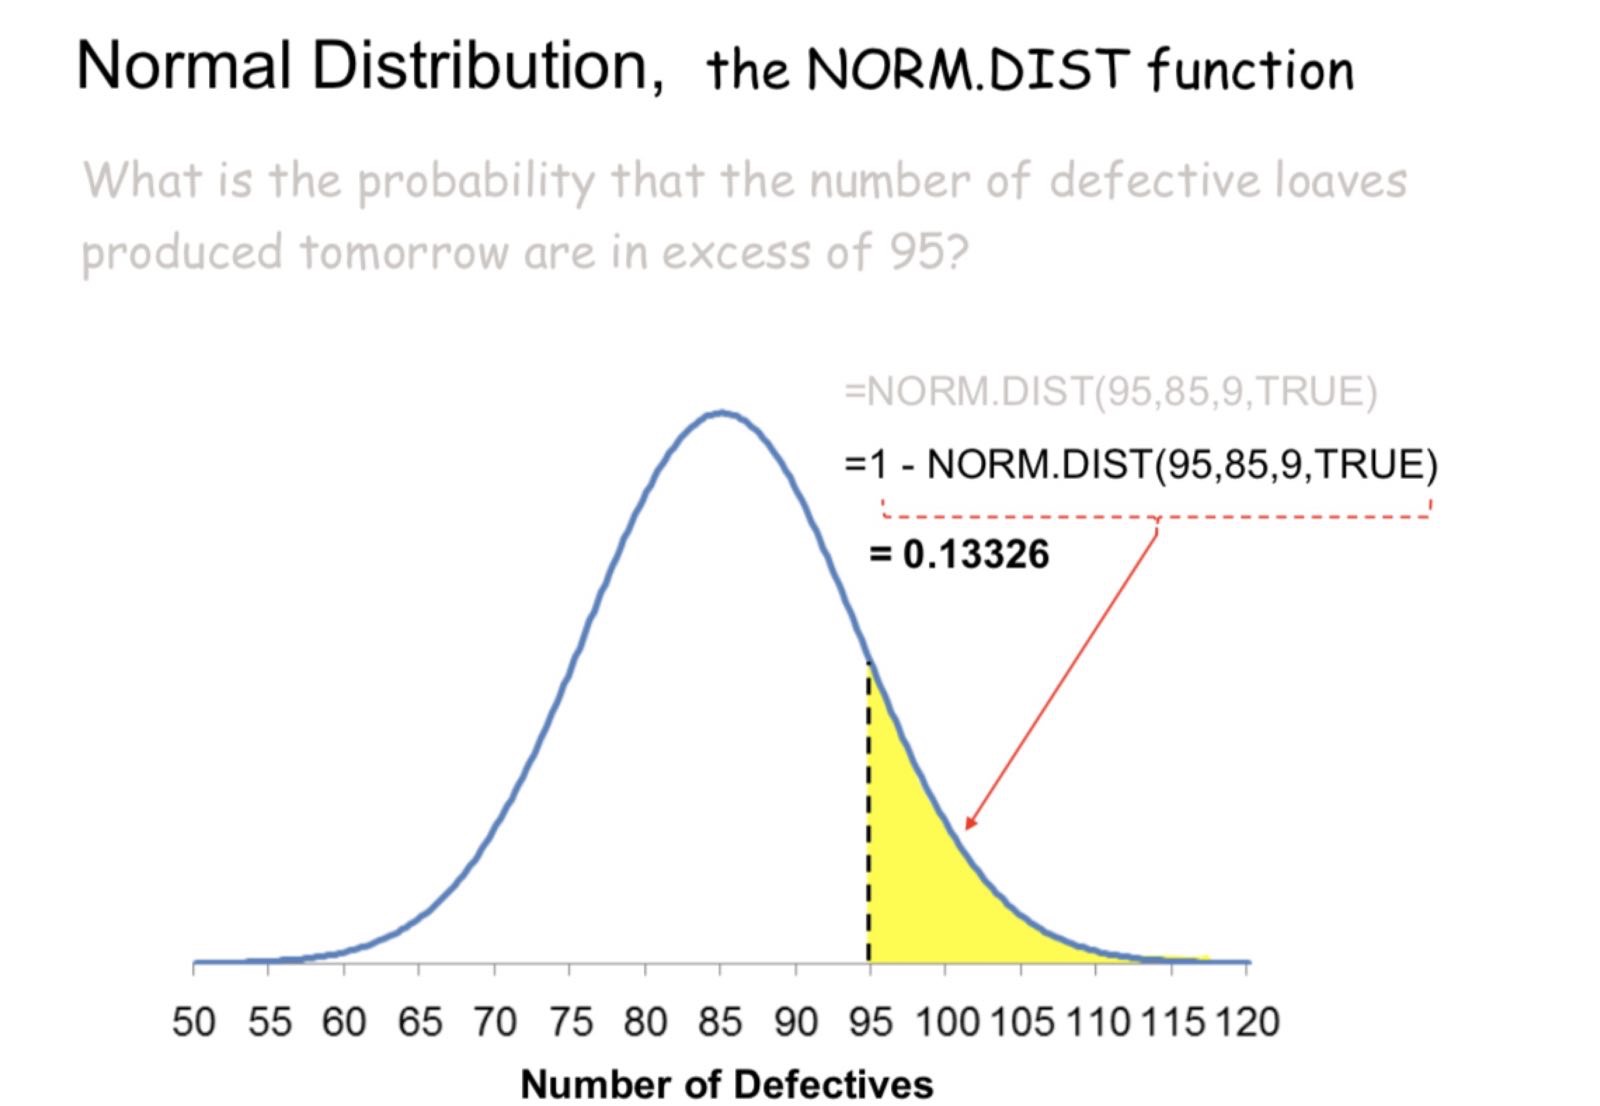 Normal Distribution, the NORM.DIST function
What is the probability that the number of defective loaves
produced tomorrow are in excess of 95?
=NORM.DIST(95,85,9,TRUE)
=1 - NORM.DIST(95,85,9,TRUE)
= 0.13326
50 55 60 65 70 75 80 85 90 95 100 105 110 115 120
Number of Defectives